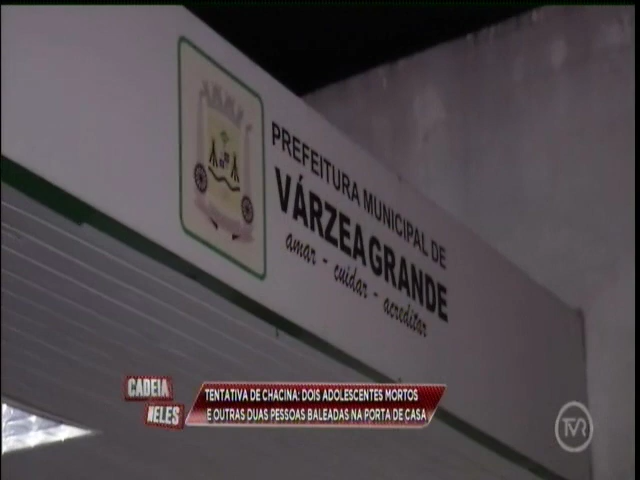 PREFEITURA MUNICIPAL DE
VÁRZEA GRANDE
amar - cuidar - acreditar
CADEIA
NELES
TENTATIVA DE CHACINA: DOIS ADOLESCENTES MORTOS
E OUTRAS DUAS PESSOAS BALEADAS NA PORTA DE CASA
TVR